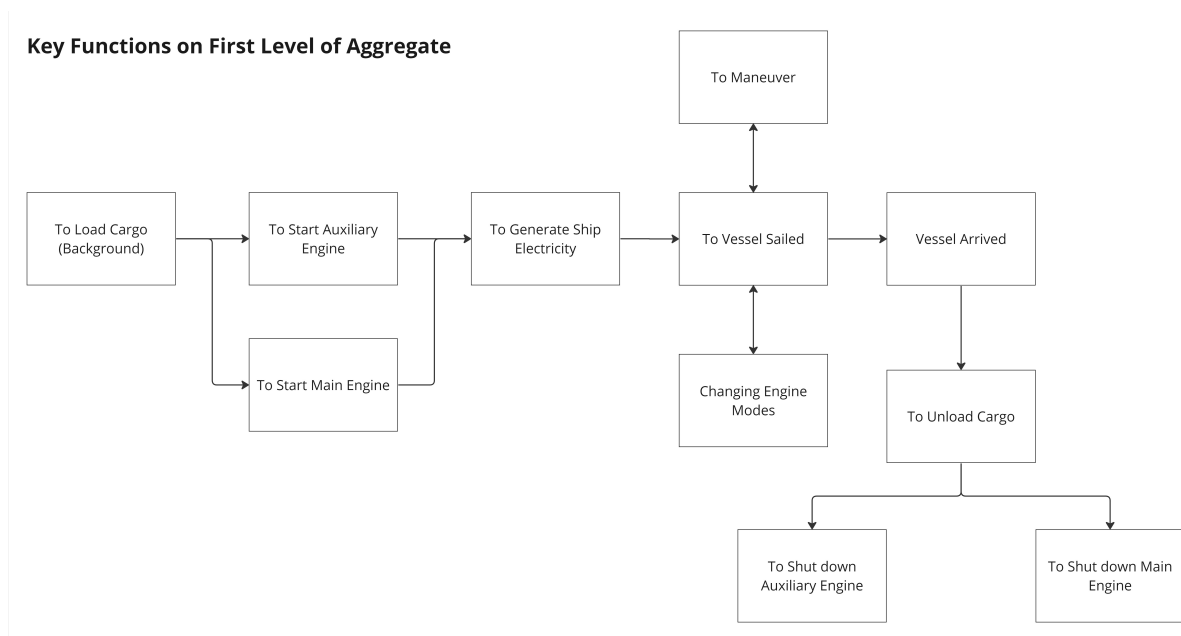 Key Functions on First Level of Aggregate
To Maneuver
To Load Cargo
(Background)
To Start Auxiliary
Engine
To Generate Ship
Electricity
To Vessel Sailed
Vessel Arrived
To Start Main Engine
Changing Engine
Modes
To Unload Cargo
To Shut down
Auxiliary Engine
To Shut down Main
Engine